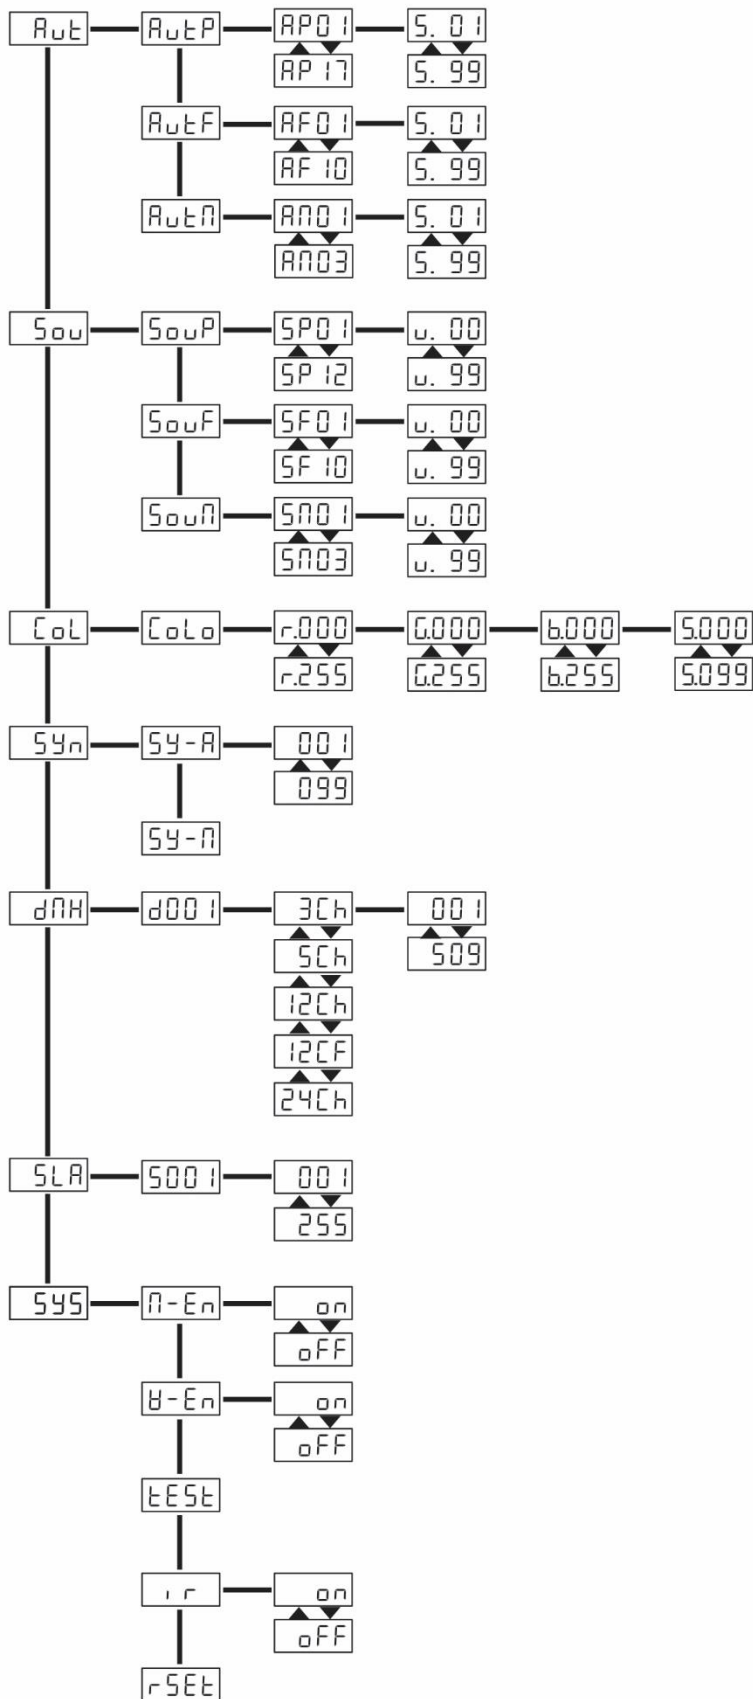 Aut AutP AP01 S. 01
AP17 S. 99
AutF AF01 S. 01
AF10 S. 99
AutM AM01 S. 01
AM03 S. 99
Sou SouP SP01 u. 00
SP12 u. 99
SouF SF01 u. 00
SF10 u. 99
SouM SM01 u. 00
SM03 u. 99
CoL CoLo r.000 G.000 b.000 S.000
r.255 G.255 b.255 S.099
SYn SY-A 001
099
SY-M
dMX d001 3Ch 001
5Ch 509
12Ch
12CF
24Ch
SLA S001 001
255
SYS M-En on
oFF
W-En on
oFF
tESt
ir on
oFF
rSEt